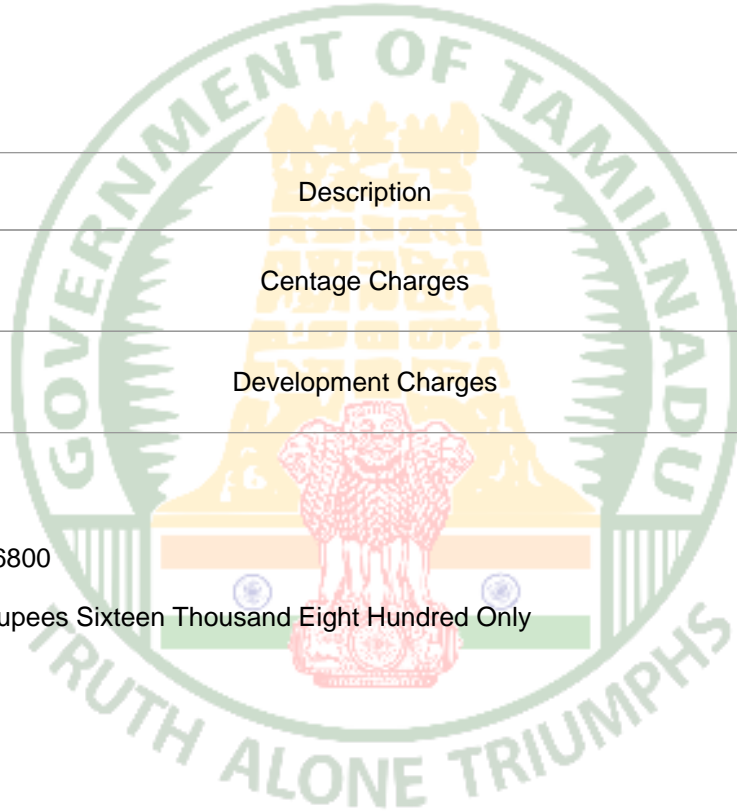 GOVERNMENT OF TAMILNADU
Description
Centage Charges
Development Charges
6800
upees Sixteen Thousand Eight Hundred Only
TRUTH ALONE TRIUMPHS